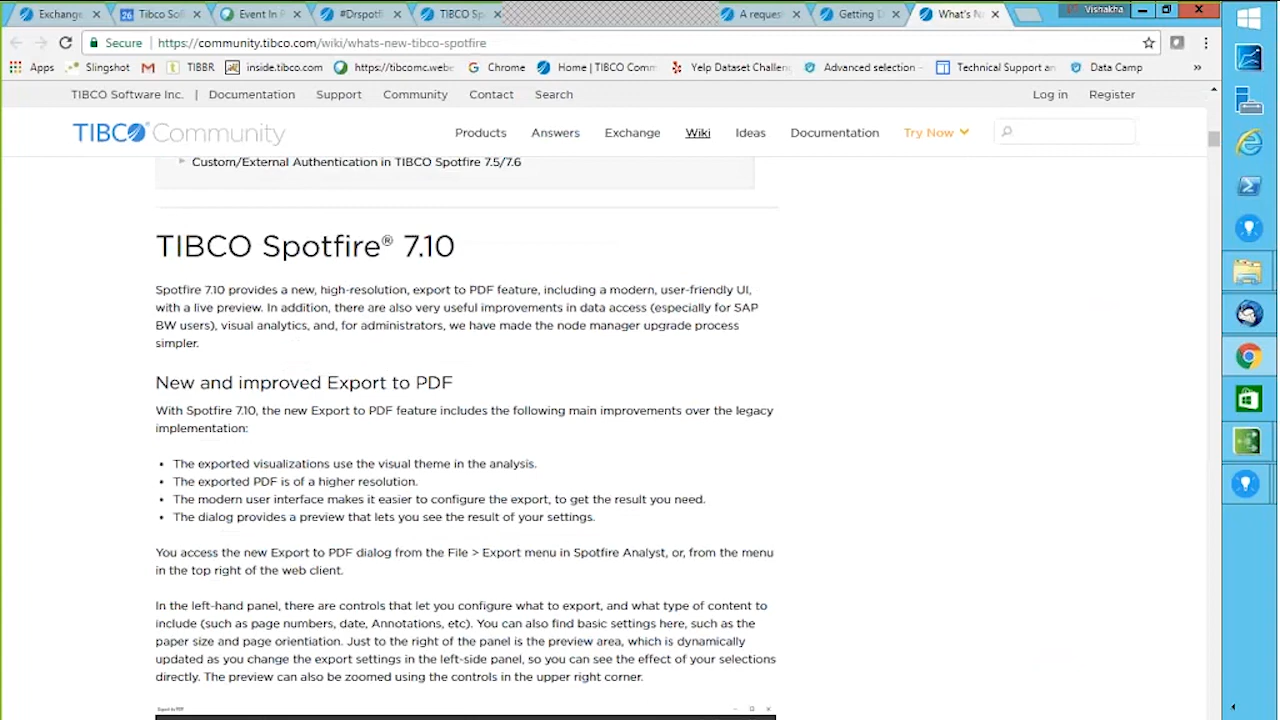 Exchange
26 Tibco Sof
Event In P
#Drspotfi
TIBCO Sp
A reques
Getting D
What's N
Vishakha
Secure | https://community.tibco.com/wiki/whats-new-tibco-spotfire
Apps Slingshot TIBBR inside.tibco.com https://tibcomc.webe Chrome Home | TIBCO Comm Yelp Dataset Challen Advanced selection Technical Support an Data Camp »
TIBCO Software Inc. | Documentation Support Community Contact Search Log in Register
TIBCO Community Products Answers Exchange Wiki Ideas Documentation Try Now
Custom/External Authentication in TIBCO Spotfire 7.5/7.6
TIBCO Spotfire® 7.10
Spotfire 7.10 provides a new, high-resolution, export to PDF feature, including a modern, user-friendly UI,
with a live preview. In addition, there are also very useful improvements in data access (especially for SAP
BW users), visual analytics, and, for administrators, we have made the node manager upgrade process
simpler.
New and improved Export to PDF
With Spotfire 7.10, the new Export to PDF feature includes the following main improvements over the legacy
implementation:
• The exported visualizations use the visual theme in the analysis.
• The exported PDF is of a higher resolution.
• The modern user interface makes it easier to configure the export, to get the result you need.
• The dialog provides a preview that lets you see the result of your settings.
You access the new Export to PDF dialog from the File > Export menu in Spotfire Analyst, or, from the menu
in the top right of the web client.
In the left-hand panel, there are controls that let you configure what to export, and what type of content to
include (such as page numbers, date, Annotations, etc). You can also find basic settings here, such as the
paper size and page orientiation. Just to the right of the panel is the preview area, which is dynamically
updated as you change the export settings in the left-side panel, so you can see the effect of your selections
directly. The preview can also be zoomed using the controls in the upper right corner.
Export to PDF